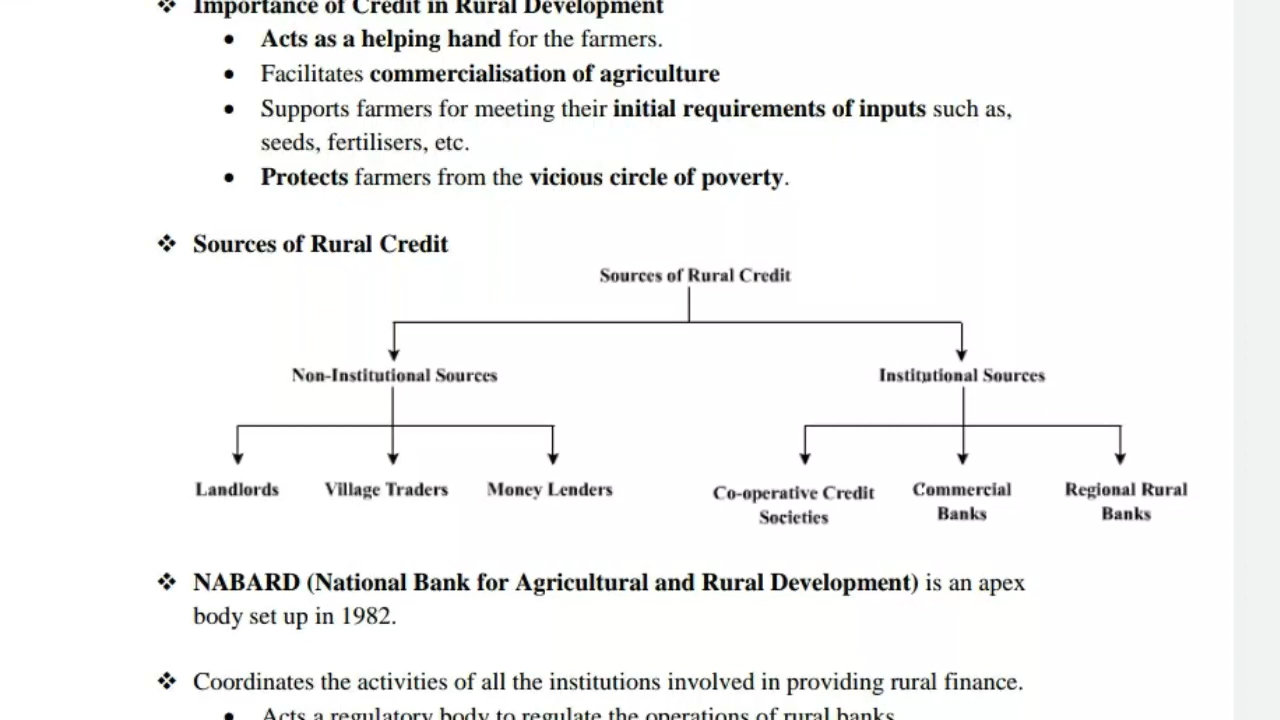 ❖ Importance of Credit in Rural Development
• Acts as a helping hand for the farmers.
• Facilitates commercialisation of agriculture
• Supports farmers for meeting their initial requirements of inputs such as,
seeds, fertilisers, etc.
• Protects farmers from the vicious circle of poverty.
❖ Sources of Rural Credit
Sources of Rural Credit
Non-Institutional Sources
Institutional Sources
Landlords
Village Traders
Money Lenders
Co-operative Credit
Societies
Commercial
Banks
Regional Rural
Banks
❖ NABARD (National Bank for Agricultural and Rural Development) is an apex
body set up in 1982.
❖ Coordinates the activities of all the institutions involved in providing rural finance.
• Acts a regulatory body to regulate the operations of rural banks